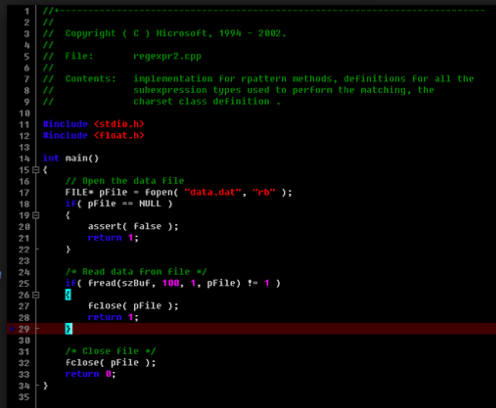 1 //+-----------------------------------------------------------------------
2 //
3 // Copyright ( C ) Microsoft, 1994 - 2002.
4 //
5 // File: regexpr2.cpp
6 //
7 // Contents: implementation for rpattern methods, definitions for all the
8 // subexpression types used to perform the matching, the
9 // charset class definition .
10
11 #include <stdio.h>
12 #include <float.h>
13
14 int main()
15 {
16 // Open the data file
17 FILE* pFile = fopen( "data.dat", "rb" );
18 if( pFile == NULL )
19 {
20 assert( false );
21 return 1;
22 }
23
24 /* Read data from file */
25 if( fread(szBuf, 100, 1, pFile) != 1 )
26 {
27 fclose( pFile );
28 return 1;
29 }
30
31 /* Close file */
32 fclose( pFile );
33 return 0;
34 }
35